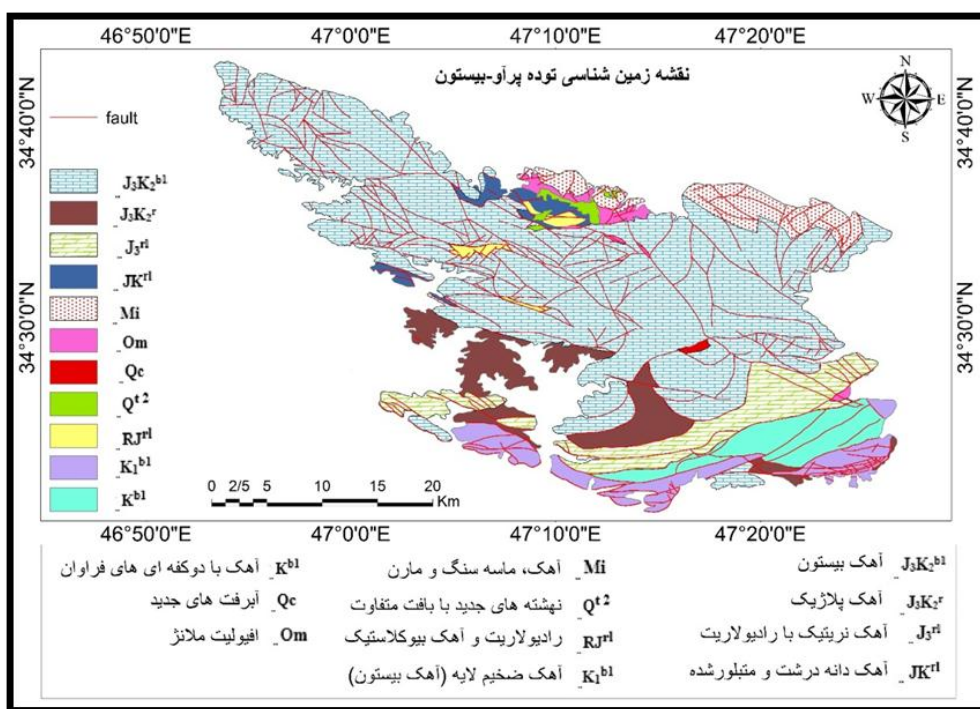 46°50'0"E 47°0'0"E 47°10'0"E 47°20'0"E
نقشه زمین شناسی توده پرآو-بیستون
N
W E
S
34°40'0"N 34°40'0"N
34°30'0"N 34°30'0"N
fault
J₃K₂ᵇˡ
J₃K₂ʳ
J₃ʳˡ
JKʳˡ
Mi
Om
Qc
Qᵗ²
RJʳˡ
K₁ᵇˡ
Kᵇˡ
0 2/5 5 10 15 20
Km
46°50'0"E 47°0'0"E 47°10'0"E 47°20'0"E
J₃K₂ᵇˡ آهک بیستون
J₃K₂ʳ آهک پلاژیک
J₃ʳˡ آهک نریتیک با رادیولاریت
JKʳˡ آهک دانه درشت و متبلورشده
Mi آهک، ماسه سنگ و مارن
Qᵗ² نهشته های جدید با بافت متفاوت
RJʳˡ رادیولاریت و آهک بیوکلاستیک
K₁ᵇˡ آهک ضخیم لایه (آهک بیستون)
Kᵇˡ آهک با دوکفه ای های فراوان
Qc آبرفت های جدید
Om افیولیت ملانژ